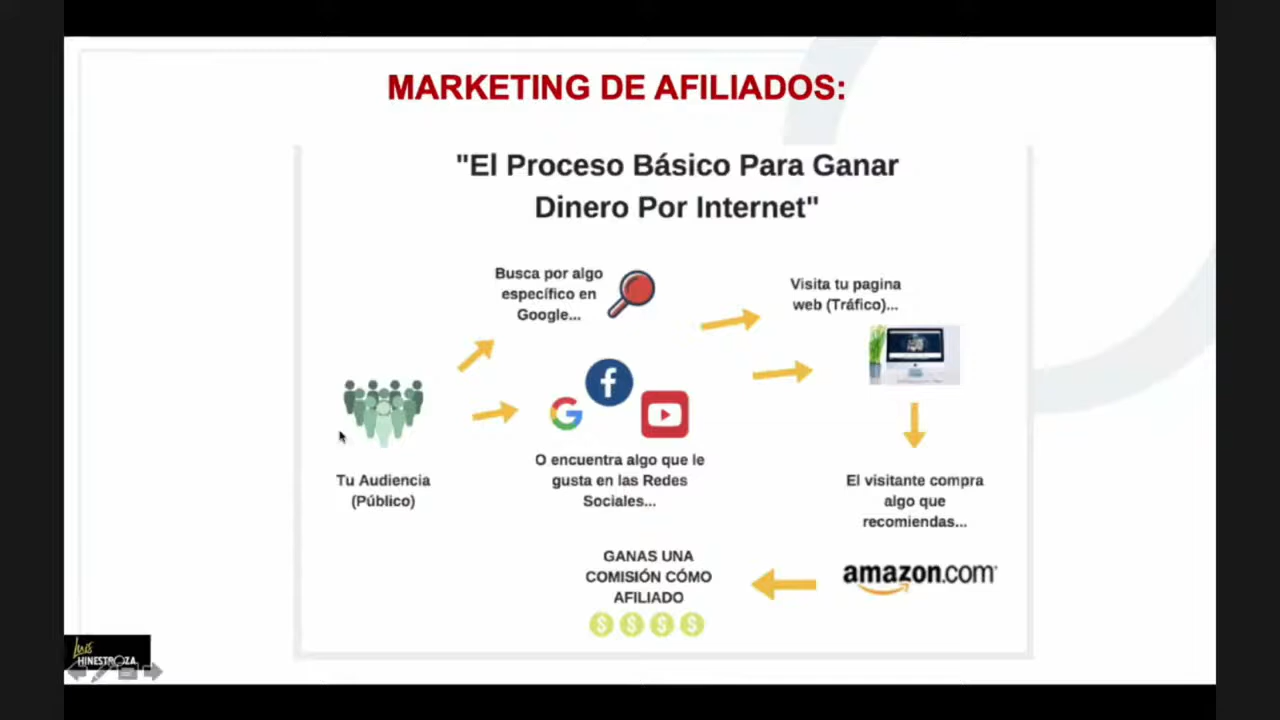 MARKETING DE AFILIADOS:
"El Proceso Básico Para Ganar
Dinero Por Internet"
Busca por algo
específico en
Google...
Visita tu pagina
web (Tráfico)...
Tu Audiencia
(Público)
O encuentra algo que le
gusta en las Redes
Sociales...
El visitante compra
algo que
recomiendas...
amazon.com
GANAS UNA
COMISIÓN CÓMO
AFILIADO
Luis
HINESTROZA